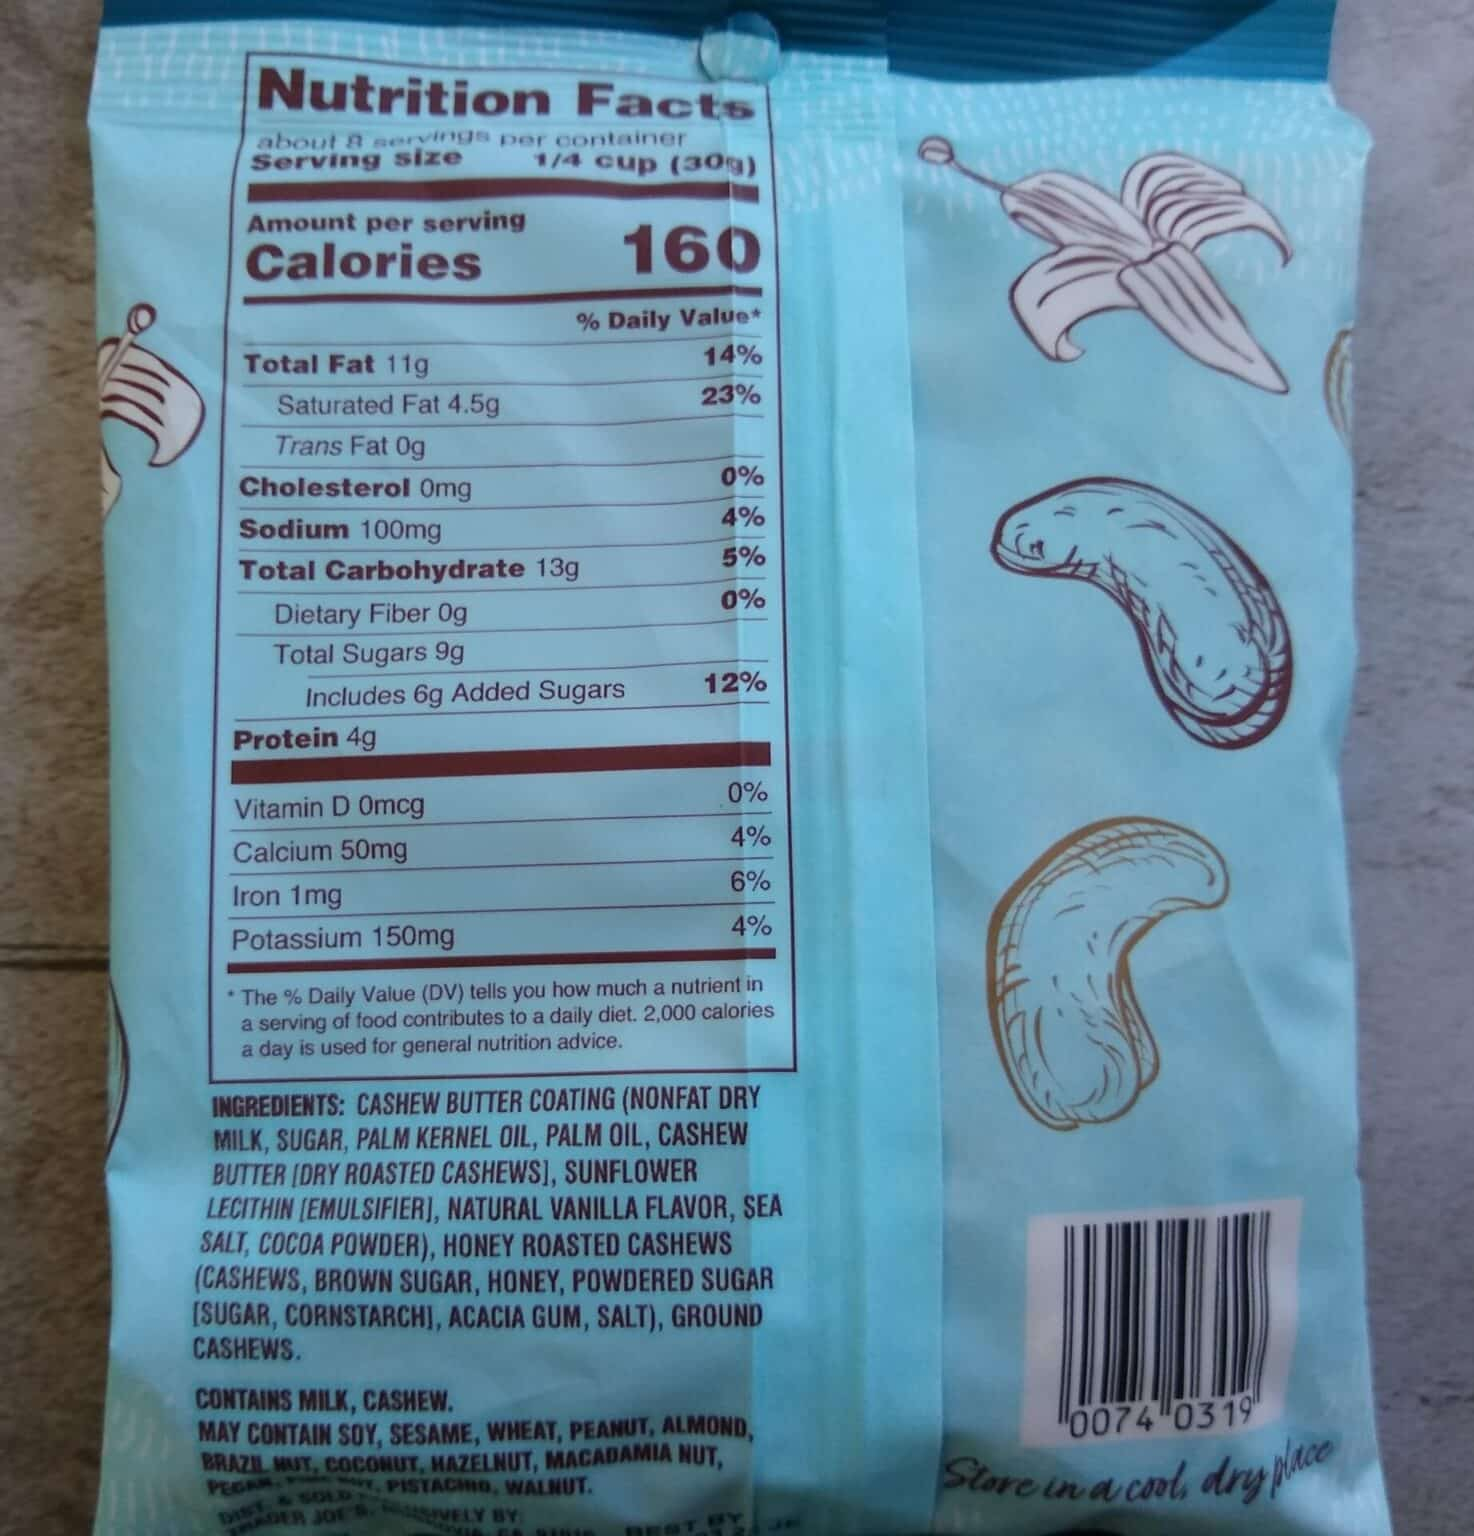 Nutrition Facts
about 8 servings per container
Serving size 1/4 cup (30g)
Amount per serving
Calories 160
% Daily Value*
Total Fat 11g 14%
Saturated Fat 4.5g 23%
Trans Fat 0g
Cholesterol 0mg 0%
Sodium 100mg 4%
Total Carbohydrate 13g 5%
Dietary Fiber 0g 0%
Total Sugars 9g
Includes 6g Added Sugars 12%
Protein 4g
Vitamin D 0mcg 0%
Calcium 50mg 4%
Iron 1mg 6%
Potassium 150mg 4%
* The % Daily Value (DV) tells you how much a nutrient in
a serving of food contributes to a daily diet. 2,000 calories
a day is used for general nutrition advice.
INGREDIENTS: CASHEW BUTTER COATING (NONFAT DRY
MILK, SUGAR, PALM KERNEL OIL, PALM OIL, CASHEW
BUTTER [DRY ROASTED CASHEWS], SUNFLOWER
LECITHIN [EMULSIFIER], NATURAL VANILLA FLAVOR, SEA
SALT, COCOA POWDER), HONEY ROASTED CASHEWS
(CASHEWS, BROWN SUGAR, HONEY, POWDERED SUGAR
[SUGAR, CORNSTARCH], ACACIA GUM, SALT), GROUND
CASHEWS.
CONTAINS MILK, CASHEW.
MAY CONTAIN SOY, SESAME, WHEAT, PEANUT, ALMOND,
BRAZIL NUT, COCONUT, HAZELNUT, MACADAMIA NUT,
PECAN, PISTACHIO, WALNUT.
DIST. & SOLD BY:
TRADER JOE'S
BEST BY
0074 0319
Store in a cool, dry place